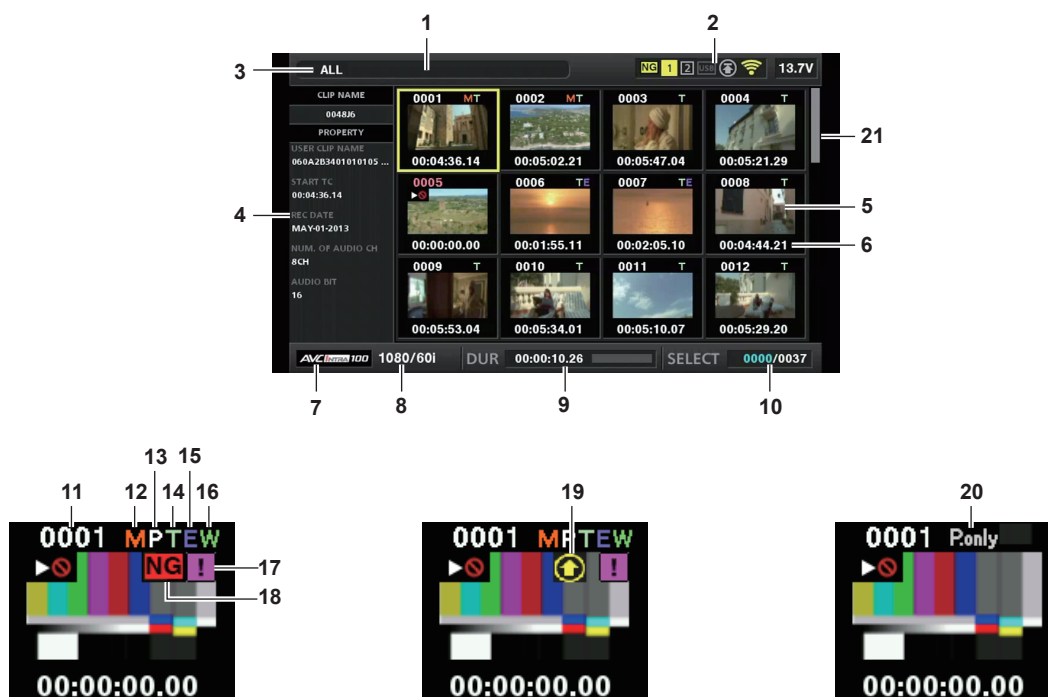 1
2
3
ALL
NG 1 2 USB
13.7V
CLIP NAME
0048J6
PROPERTY
USER CLIP NAME
060A2B3401010105 ...
START TC
00:04:36.14
REC DATE
MAY-01-2013
NUM. OF AUDIO CH
8CH
AUDIO BIT
16
4
0001 MT
00:04:36.14
0002 MT
00:05:02.21
0003 T
00:05:47.04
0004 T
00:05:21.29
21
0005
00:00:00.00
0006 TE
00:01:55.11
0007 TE
00:02:05.10
0008 T
00:04:44.21
5
6
0009 T
00:05:53.04
0010 T
00:05:34.01
0011 T
00:05:10.07
0012 T
00:05:29.20
AVC INTRA 100
1080/60i
DUR 00:00:10.26
SELECT 0000/0037
7
8
9
10
11
12
13
14
15
16
0001 MPTEW
NG !
17
18
00:00:00.00
19
0001 MPTEW
!
00:00:00.00
20
0001 P.only
00:00:00.00